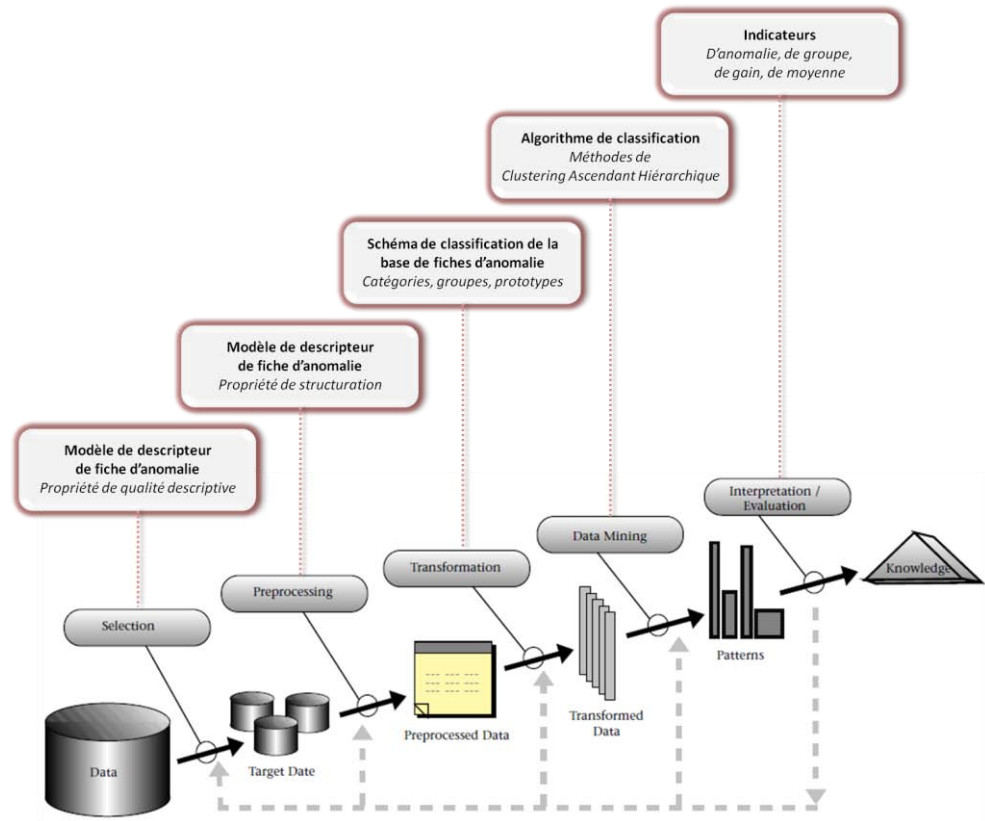 Indicateurs
D'anomalie, de groupe,
de gain, de moyenne
Algorithme de classification
Méthodes de
Clustering Ascendant Hiérarchique
Schéma de classification de la
base de fiches d'anomalie
Catégories, groupes, prototypes
Modèle de descripteur
de fiche d'anomalie
Propriété de structuration
Modèle de descripteur
de fiche d'anomalie
Propriété de qualité descriptive
Interpretation /
Evaluation
Data Mining
Transformation
Preprocessing
Selection
Knowledge
Patterns
Transformed
Data
Preprocessed Data
Target Date
Data